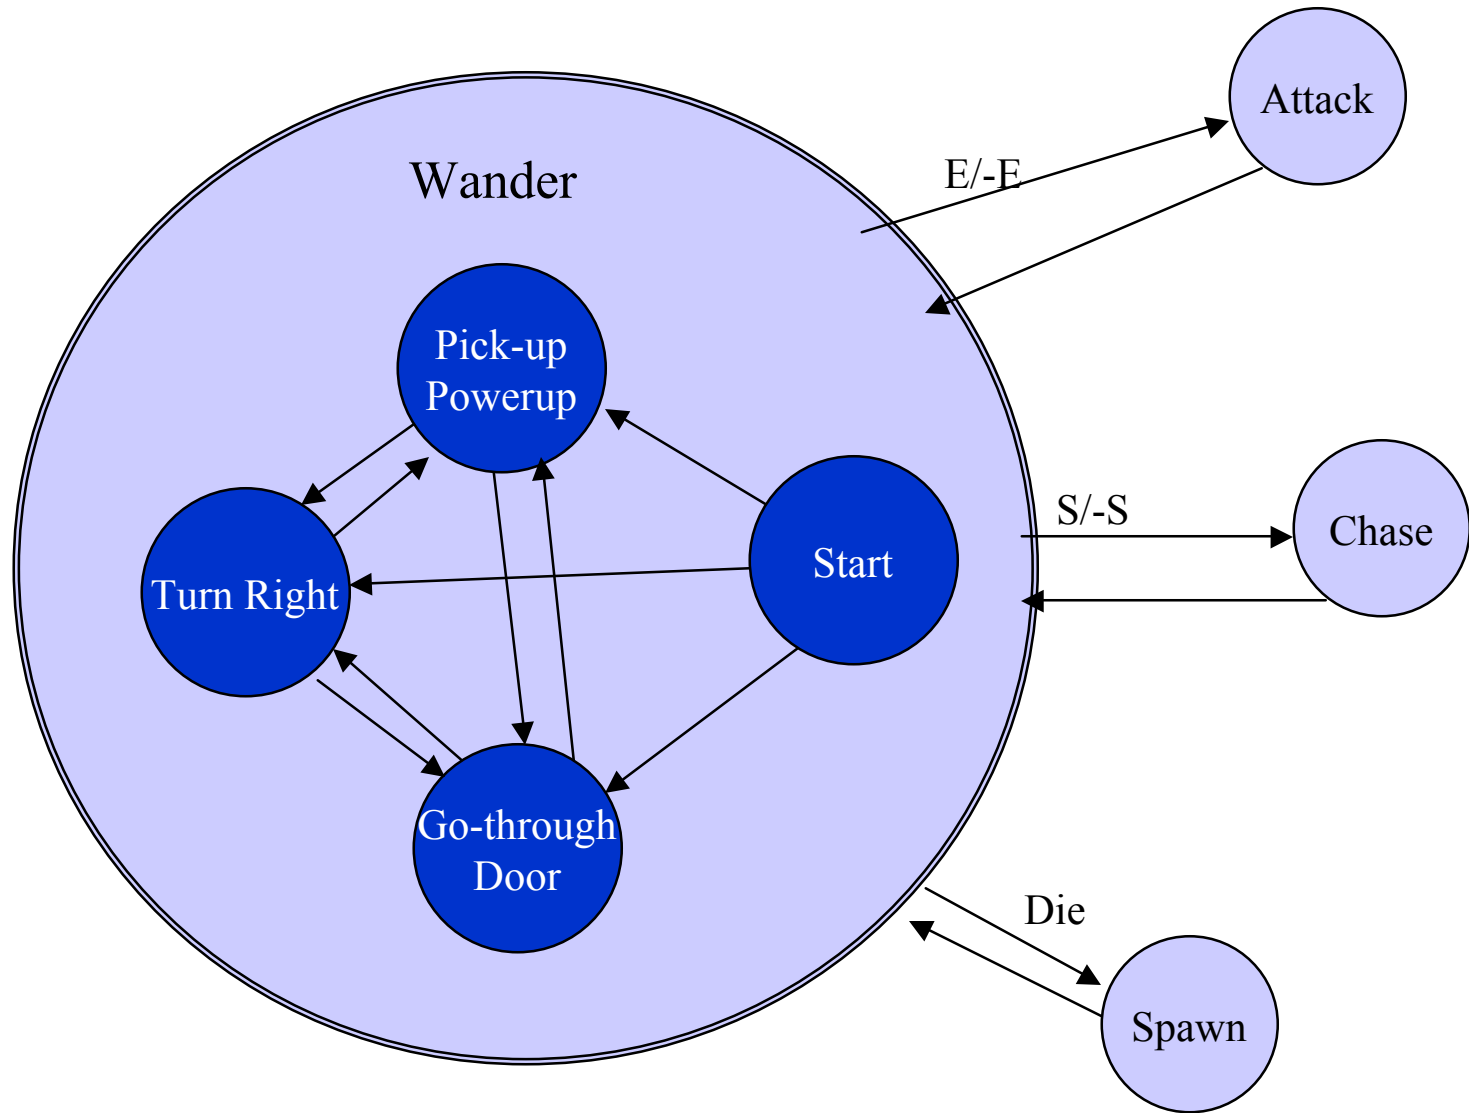 Attack
E/-E
Wander
Pick-up
Powerup
S/-S
Chase
Start
Turn Right
Go-through
Door
Die
Spawn